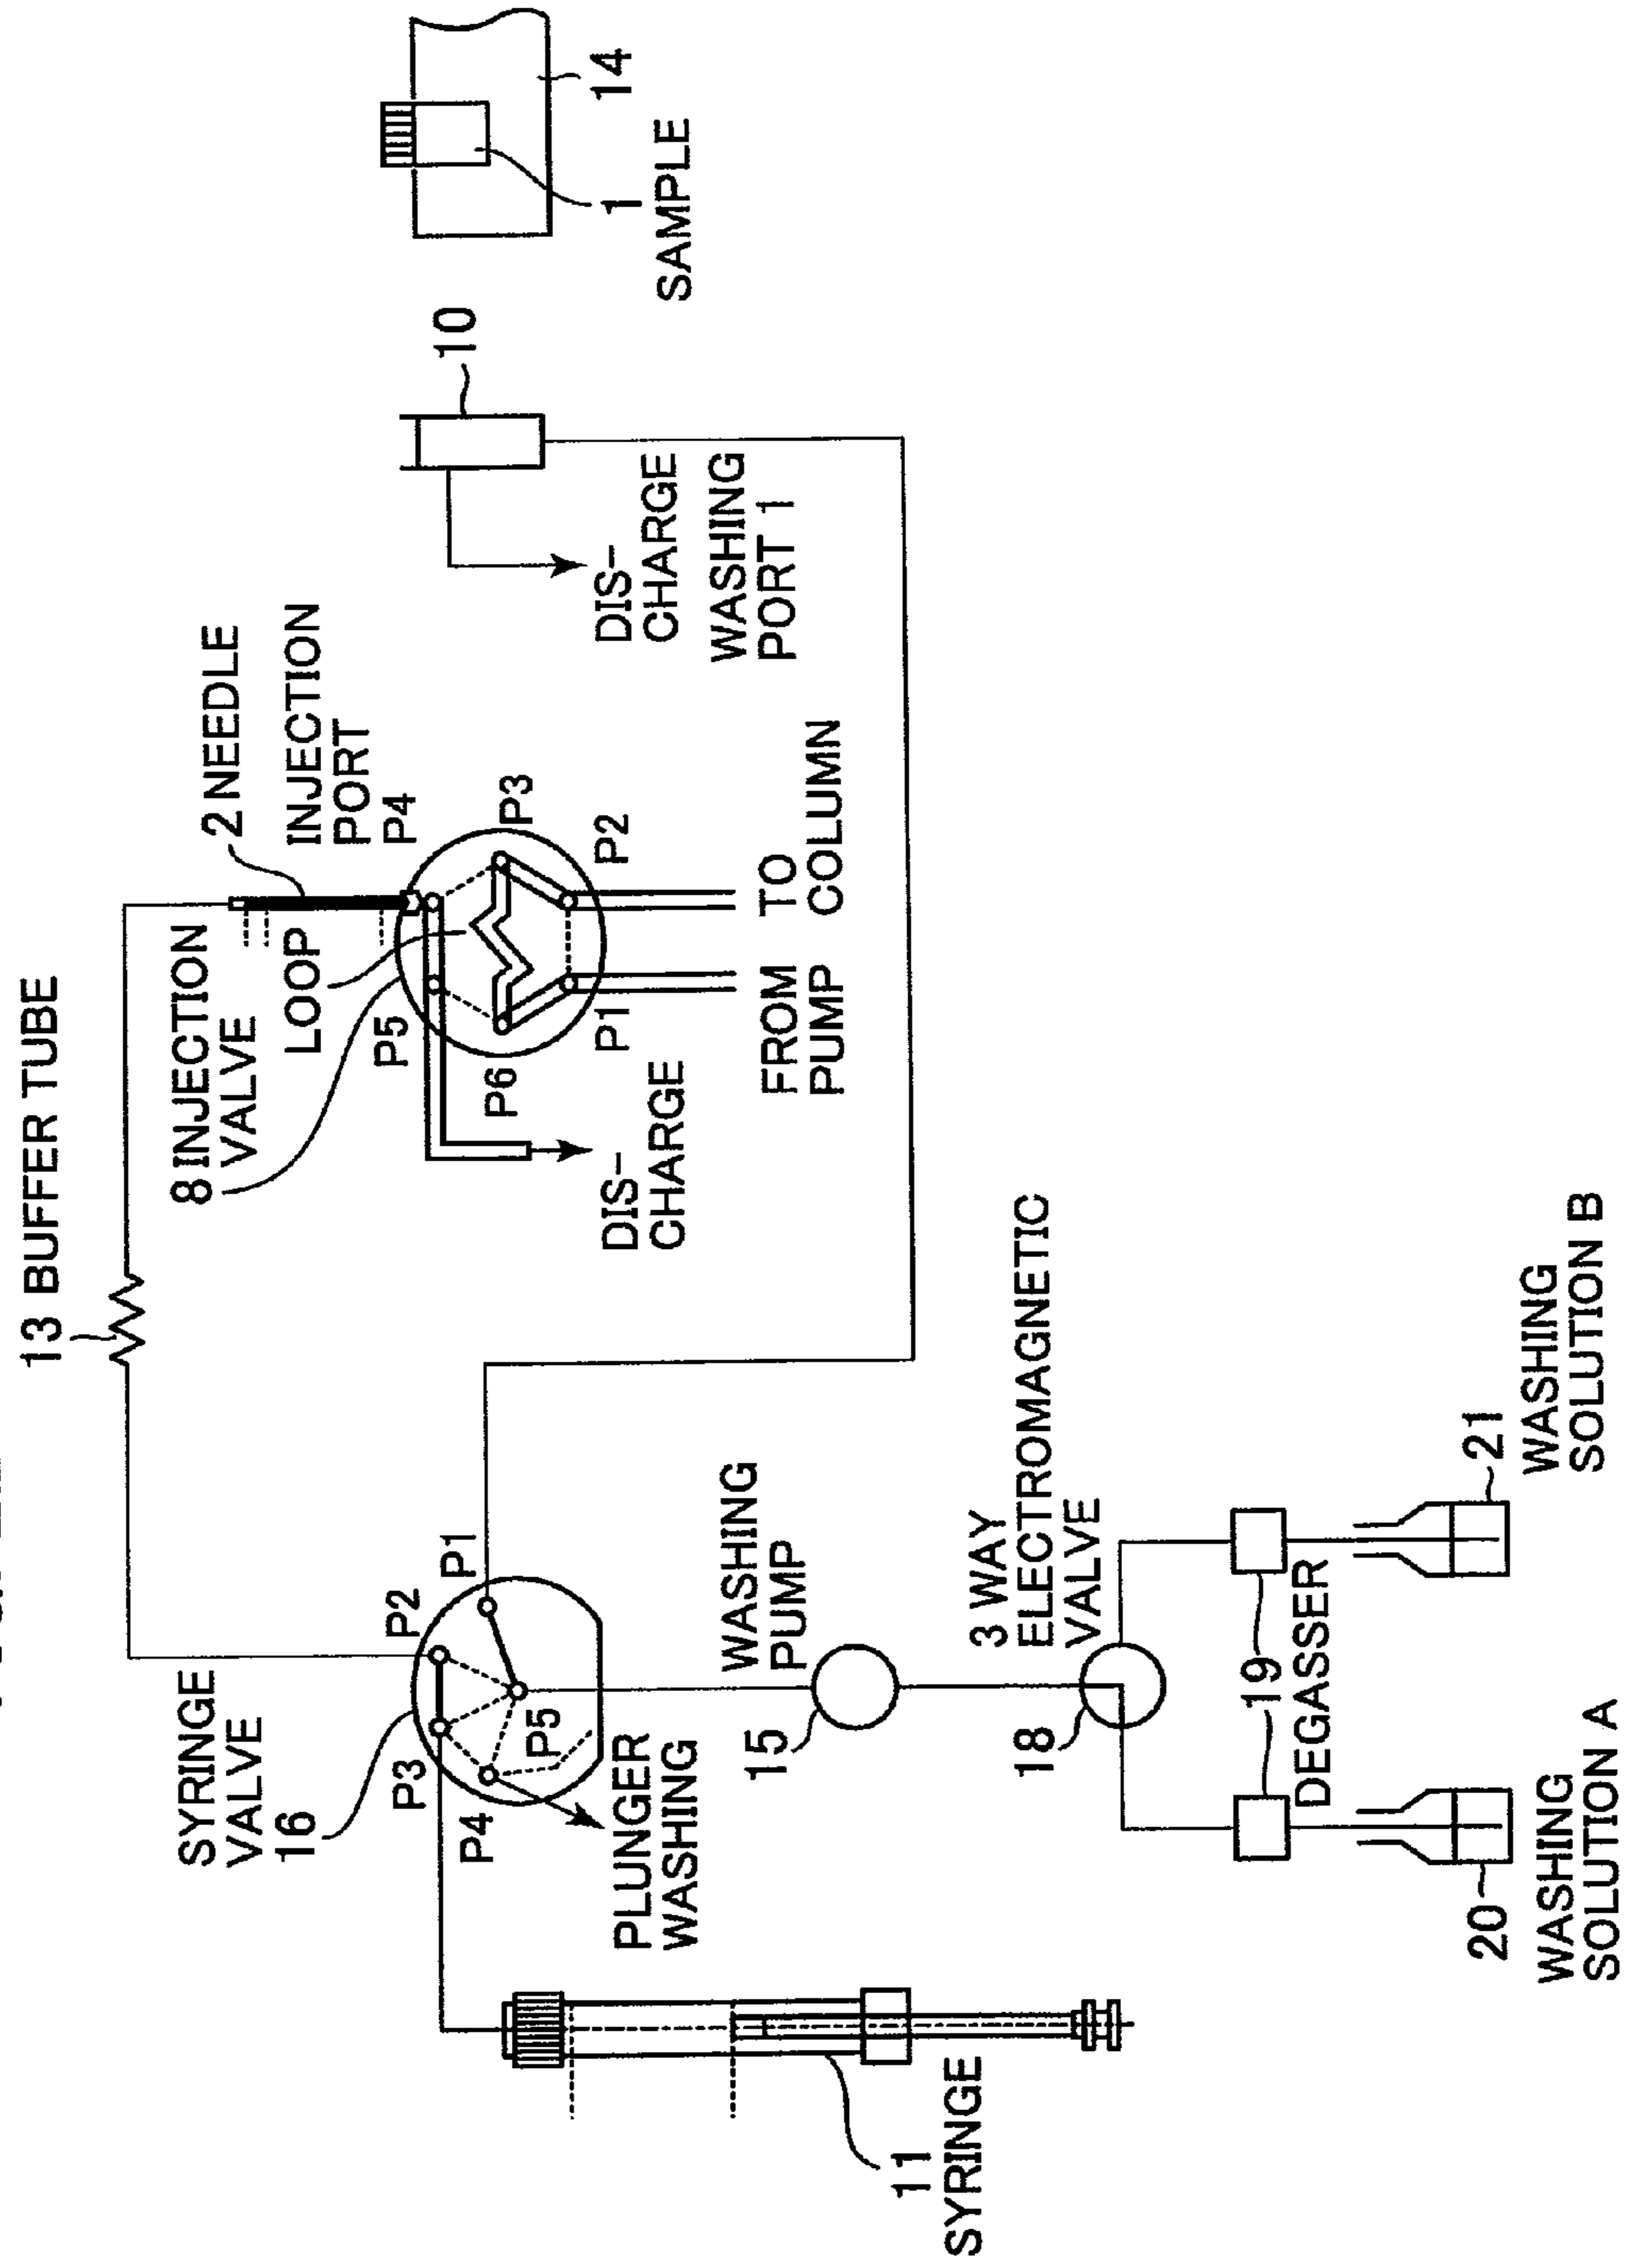 13 BUFFER TUBE
8 INJECTION
VALVE
LOOP
2 NEEDLE
INJECTION
PORT
P4
P5
P3
P6
P2
P1
FROM
PUMP
TO
COLUMN
DIS-
CHARGE
10
DIS-
CHARGE
WASHING
PORT 1
14
1
SAMPLE
SYRINGE
VALVE
16
P2
P1
P3
P4
P5
PLUNGER
WASHING
11
SYRINGE
WASHING
PUMP
15
3 WAY
ELECTROMAGNETIC
VALVE
18
19
DEGASSER
20
WASHING
SOLUTION A
21
WASHING
SOLUTION B